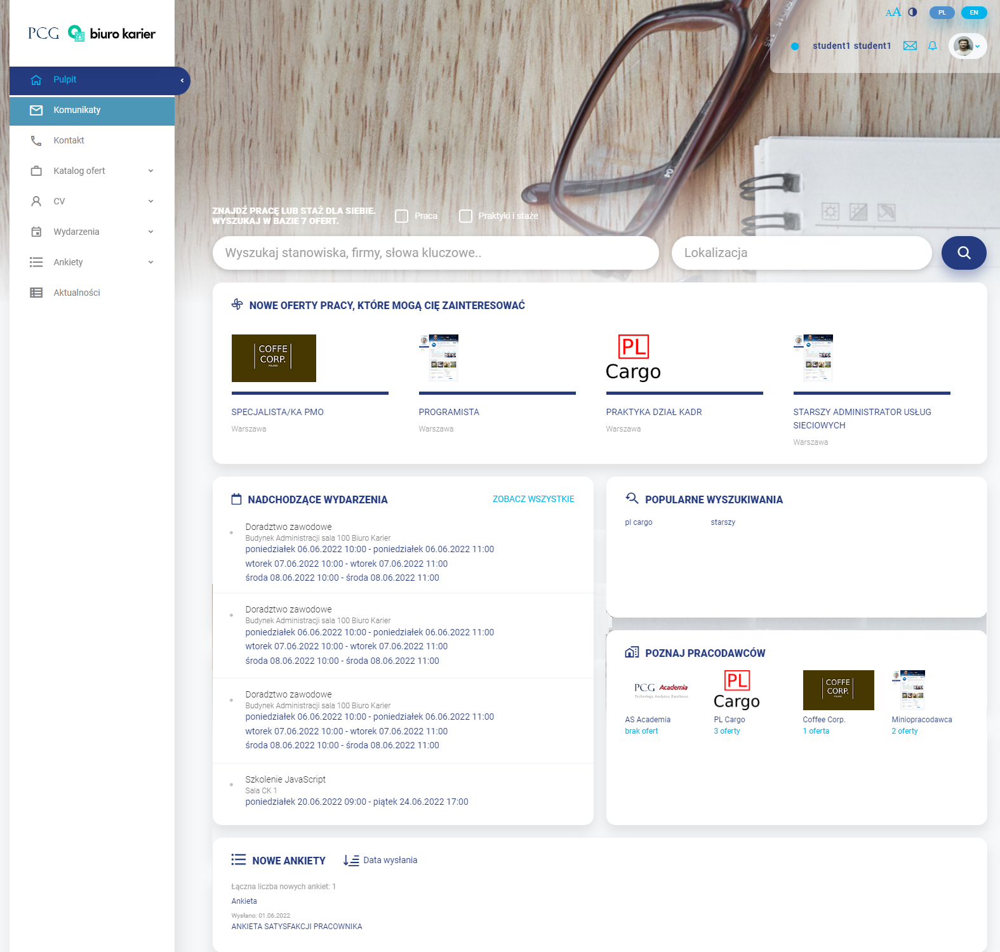 PCG biuro karier
AA PL EN
student1 student1
Pulpit
Komunikaty
Kontakt
Katalog ofert
CV
Wydarzenia
Ankiety
Aktualności
ZNAJDŹ PRACĘ LUB STAŻ DLA SIEBIE.
WYSZUKAJ W BAZIE 7 OFERT.
Praca Praktyki i staże
Wyszukaj stanowiska, firmy, słowa kluczowe.. Lokalizacja
NOWE OFERTY PRACY, KTÓRE MOGĄ CIĘ ZAINTERESOWAĆ
COFFE
CORP.
POLAND
PL
Cargo
SPECJALISTA/KA PMO
Warszawa
PROGRAMISTA
Warszawa
PRAKTYKA DZIAŁ KADR
Warszawa
STARSZY ADMINISTRATOR USŁUG
SIECIOWYCH
Warszawa
NADCHODZĄCE WYDARZENIA ZOBACZ WSZYSTKIE
Doradztwo zawodowe
Budynek Administracji sala 100 Biuro Karier
poniedziałek 06.06.2022 10:00 - poniedziałek 06.06.2022 11:00
wtorek 07.06.2022 10:00 - wtorek 07.06.2022 11:00
środa 08.06.2022 10:00 - środa 08.06.2022 11:00
Doradztwo zawodowe
Budynek Administracji sala 100 Biuro Karier
poniedziałek 06.06.2022 10:00 - poniedziałek 06.06.2022 11:00
wtorek 07.06.2022 10:00 - wtorek 07.06.2022 11:00
środa 08.06.2022 10:00 - środa 08.06.2022 11:00
Doradztwo zawodowe
Budynek Administracji sala 100 Biuro Karier
poniedziałek 06.06.2022 10:00 - poniedziałek 06.06.2022 11:00
wtorek 07.06.2022 10:00 - wtorek 07.06.2022 11:00
środa 08.06.2022 10:00 - środa 08.06.2022 11:00
Szkolenie JavaScript
Sala CK 1
poniedziałek 20.06.2022 09:00 - piątek 24.06.2022 17:00
POPULARNE WYSZUKIWANIA
pl cargo starszy
POZNAJ PRACODAWCÓW
PCG Academia
Technology. Analytics. Excellence.
AS Academia
brak ofert
PL
Cargo
PL Cargo
3 oferty
COFFE
CORP.
POLAND
Coffee Corp.
1 oferta
Miniopracodawca
2 oferty
NOWE ANKIETY Data wysłania
Łączna liczba nowych ankiet: 1
Ankieta
Wysłano: 01.06.2022
ANKIETA SATYSFAKCJI PRACOWNIKA